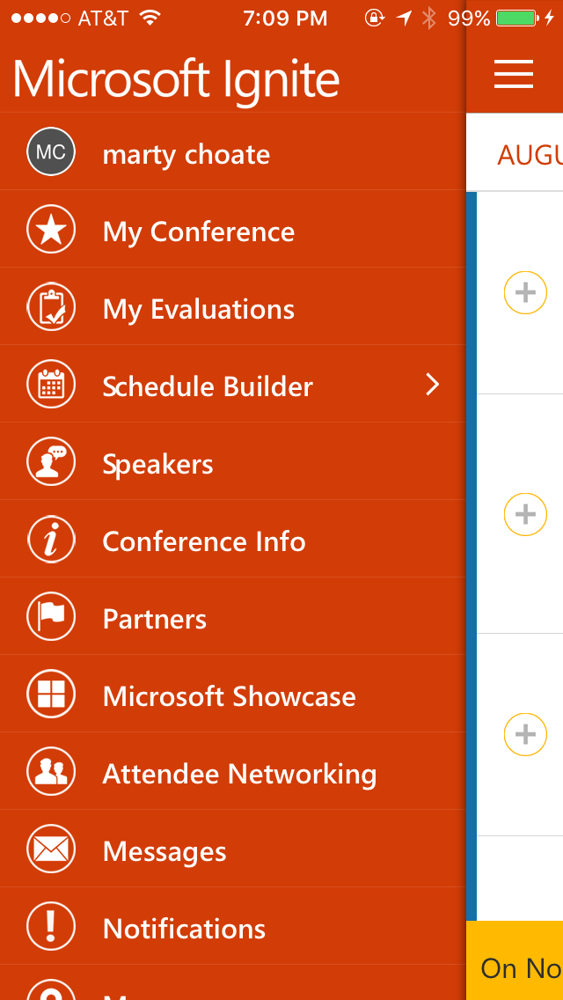 AT&T 7:09 PM 99%
Microsoft Ignite
AUGU
MC marty choate
My Conference
My Evaluations
Schedule Builder
Speakers
Conference Info
Partners
Microsoft Showcase
Attendee Networking
Messages
Notifications
On No